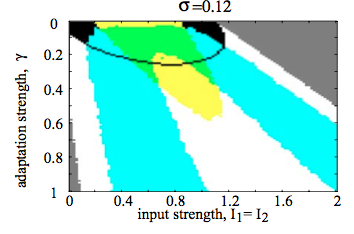 σ=0.12
adaptation strength, γ
0
0.2
0.4
0.6
0.8
1
0 0.4 0.8 1.2 1.6 2
input strength, I₁= I₂